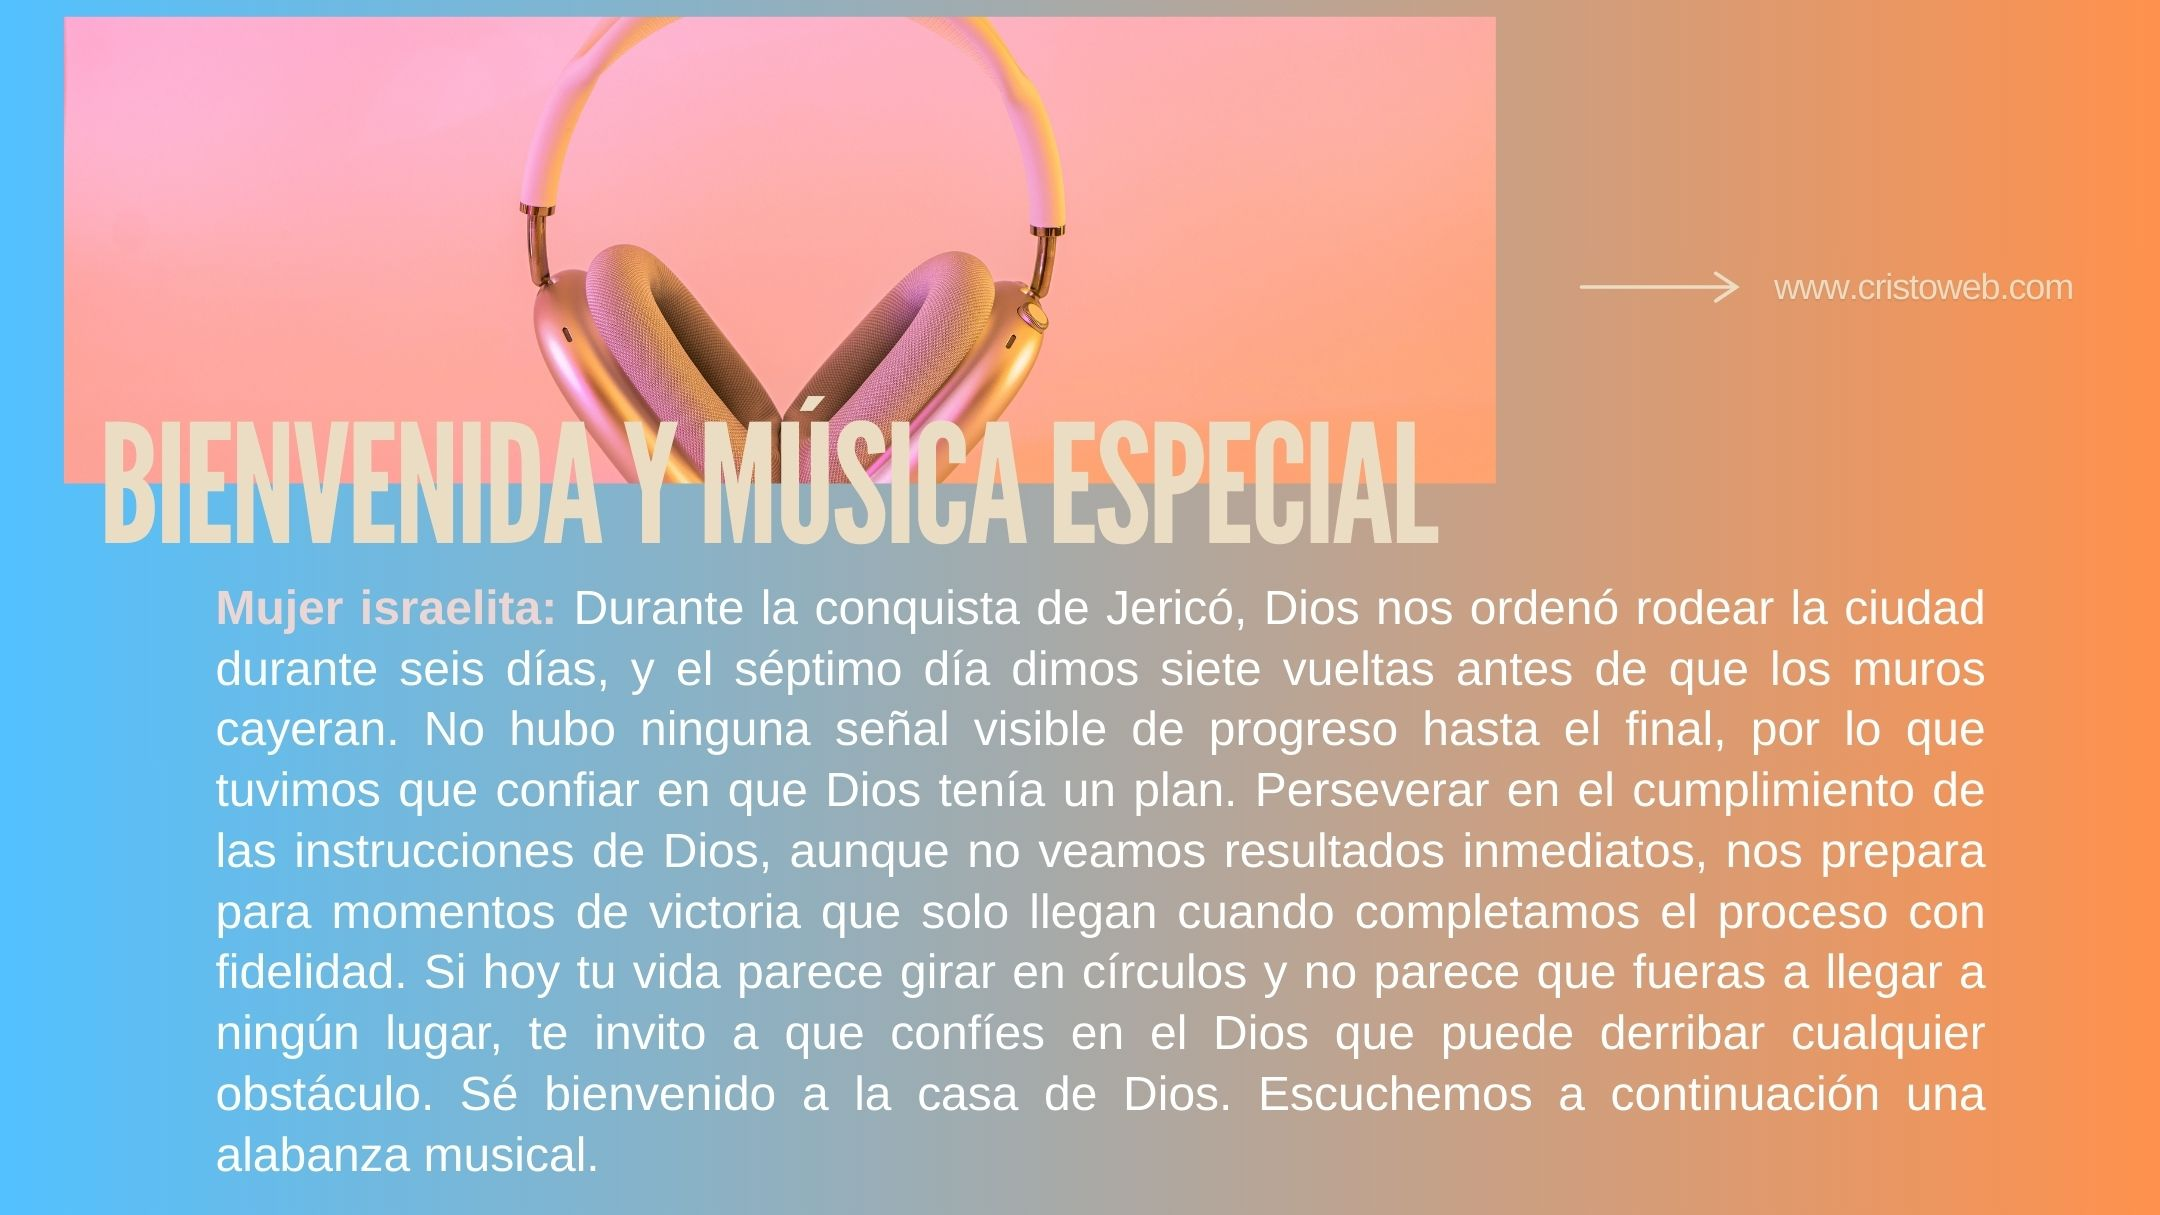 www.cristoweb.com
BIENVENIDA Y MÚSICA ESPECIAL
Mujer israelita: Durante la conquista de Jericó, Dios nos ordenó rodear la ciudad
durante seis días, y el séptimo día dimos siete vueltas antes de que los muros
cayeran. No hubo ninguna señal visible de progreso hasta el final, por lo que
tuvimos que confiar en que Dios tenía un plan. Perseverar en el cumplimiento de
las instrucciones de Dios, aunque no veamos resultados inmediatos, nos prepara
para momentos de victoria que solo llegan cuando completamos el proceso con
fidelidad. Si hoy tu vida parece girar en círculos y no parece que fueras a llegar a
ningún lugar, te invito a que confíes en el Dios que puede derribar cualquier
obstáculo. Sé bienvenido a la casa de Dios. Escuchemos a continuación una
alabanza musical.